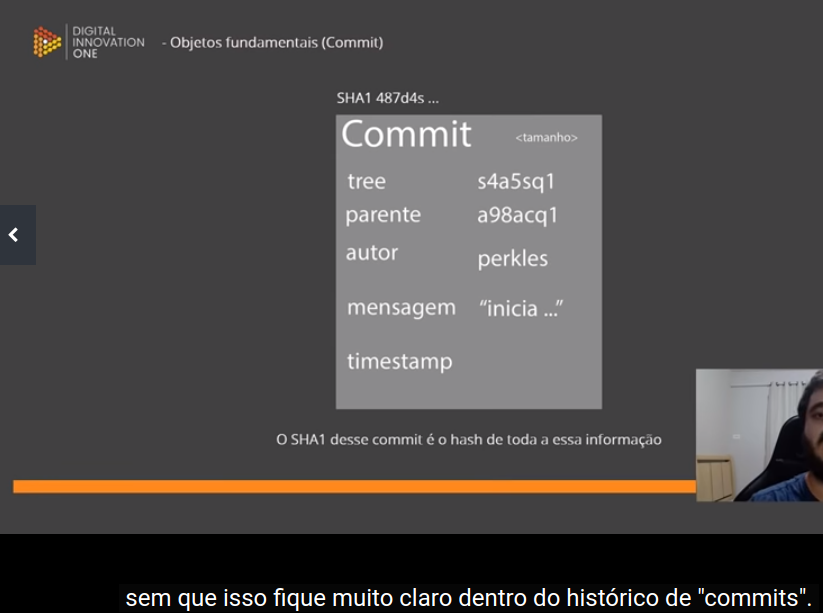 DIGITAL
INNOVATION
ONE
- Objetos fundamentais (Commit)
SHA1 487d4s ...
Commit <tamanho>
tree s4a5sq1
parente a98acq1
autor perkles
mensagem “inicia ...”
timestamp
O SHA1 desse commit é o hash de toda a essa informação
sem que isso fique muito claro dentro do histórico de "commits".